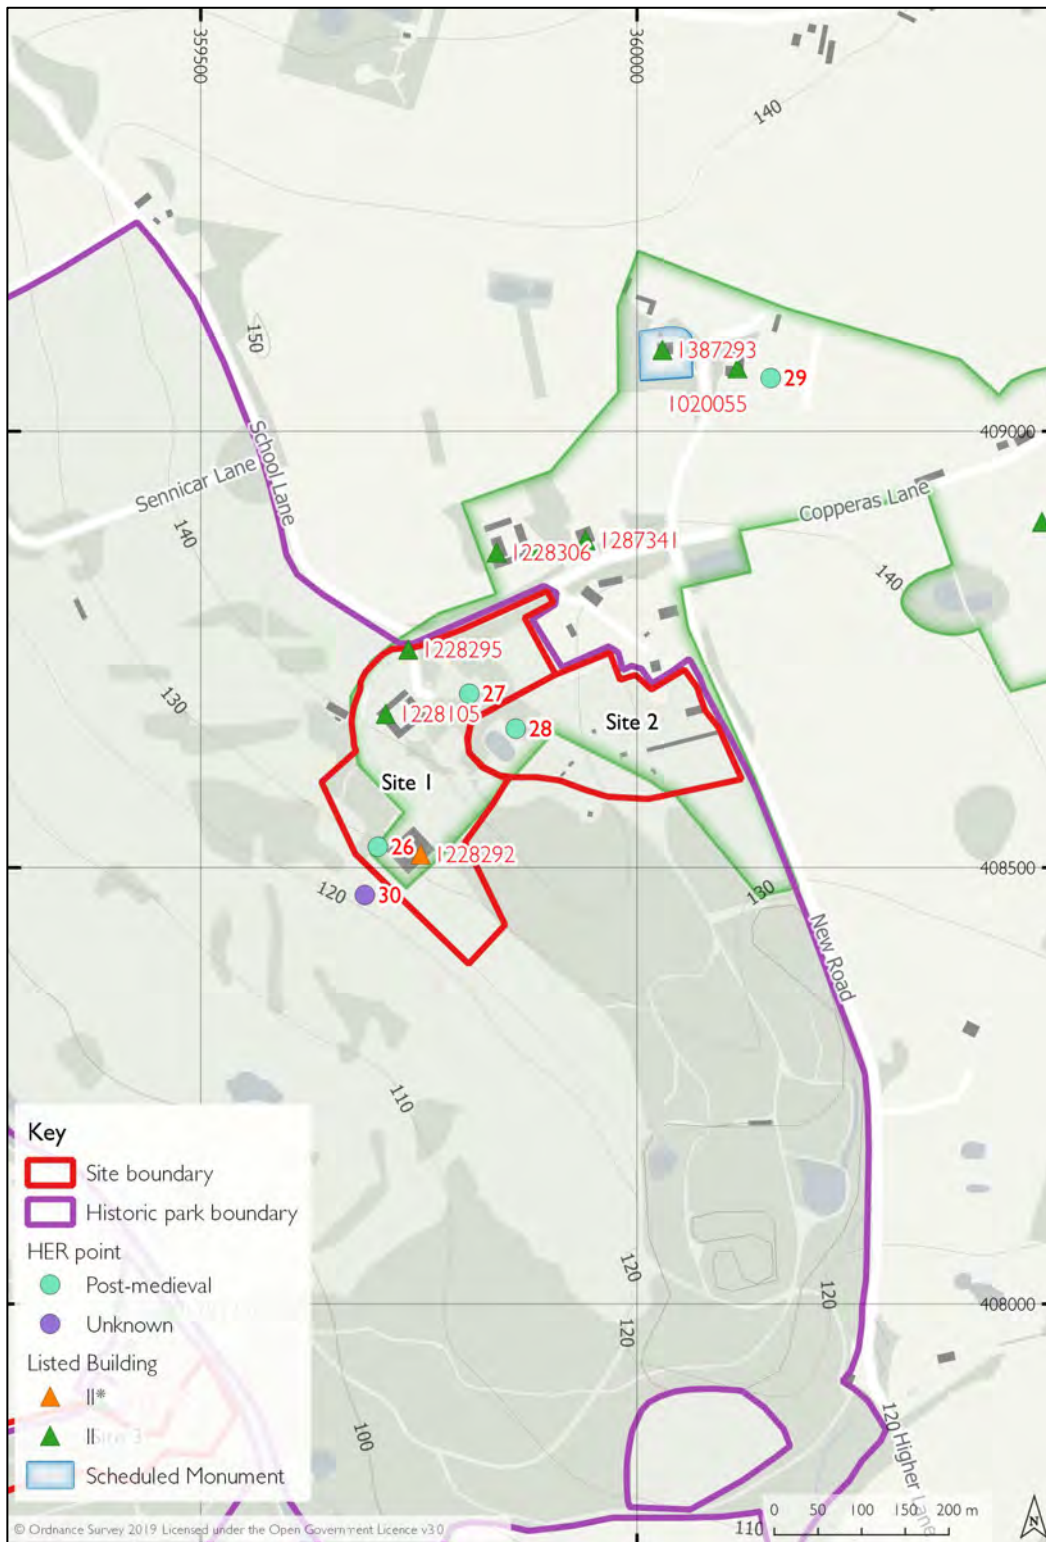 359500
360000
140
150
1387293
29
1020055
409000
School Lane
Sennicar Lane
Copperas Lane
140
1228306
1287341
140
1228295
130
27
1228105
28
Site 2
Site 1
26
1228292
120
30
130
408500
New Road
110
Key
Site boundary
Historic park boundary
HER point
Post-medieval
Unknown
Listed Building
II*
II
Site 3
Scheduled Monument
120
120
408000
100
120
Higher Lane
110
0 50 100 150 200 m
N
© Ordnance Survey 2019 Licensed under the Open Government Licence v3.0